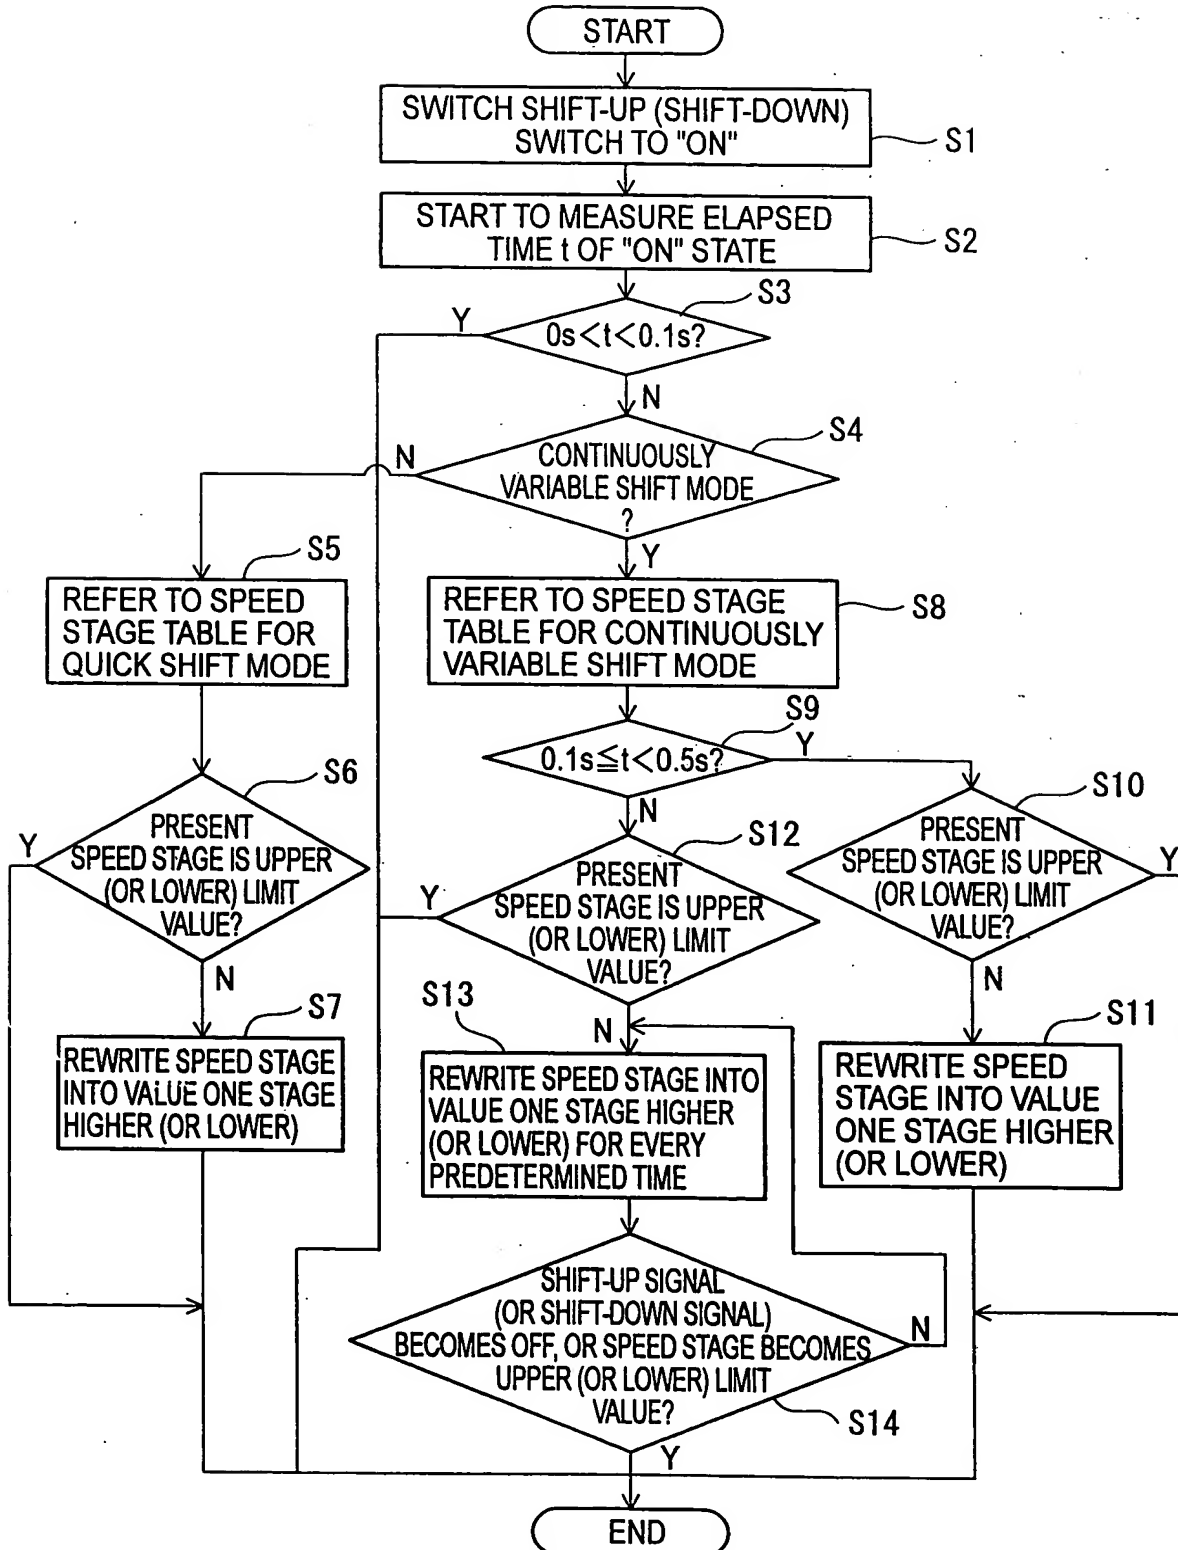 START
SWITCH SHIFT-UP (SHIFT-DOWN)
SWITCH TO "ON"
S1
START TO MEASURE ELAPSED
TIME t OF "ON" STATE
S2
S3
Y
0s<t<0.1s?
N
S4
N
CONTINUOUSLY
VARIABLE SHIFT MODE
?
Y
S5
REFER TO SPEED
STAGE TABLE FOR
QUICK SHIFT MODE
REFER TO SPEED STAGE
TABLE FOR CONTINUOUSLY
VARIABLE SHIFT MODE
S8
S9
0.1s≦t<0.5s?
Y
N
S6
Y
PRESENT
SPEED STAGE IS UPPER
(OR LOWER) LIMIT
VALUE?
N
S12
Y
PRESENT
SPEED STAGE IS UPPER
(OR LOWER) LIMIT
VALUE?
N
S10
PRESENT
SPEED STAGE IS UPPER
(OR LOWER) LIMIT
VALUE?
Y
N
S7
REWRITE SPEED STAGE
INTO VALUE ONE STAGE
HIGHER (OR LOWER)
S13
REWRITE SPEED STAGE INTO
VALUE ONE STAGE HIGHER
(OR LOWER) FOR EVERY
PREDETERMINED TIME
S11
REWRITE SPEED
STAGE INTO VALUE
ONE STAGE HIGHER
(OR LOWER)
SHIFT-UP SIGNAL
(OR SHIFT-DOWN SIGNAL)
BECOMES OFF, OR SPEED STAGE BECOMES
UPPER (OR LOWER) LIMIT
VALUE?
N
S14
Y
END